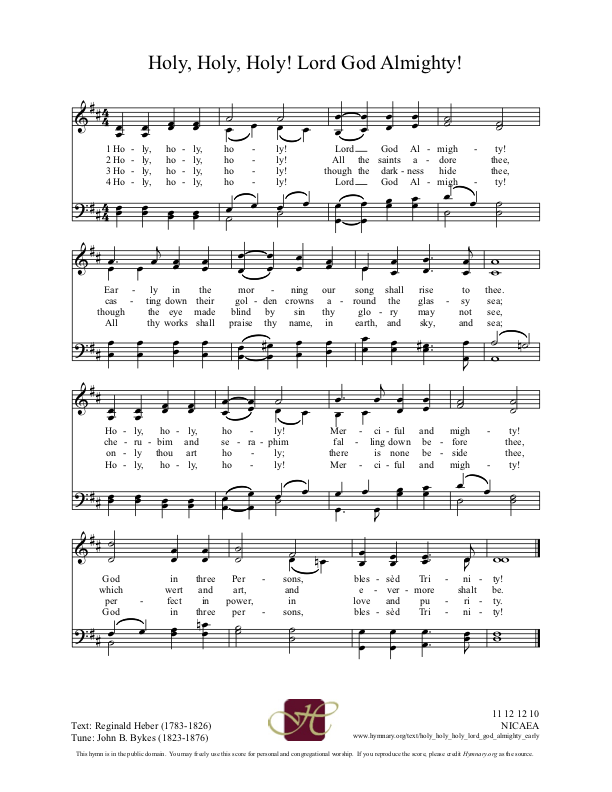 Holy, Holy, Holy! Lord God Almighty!
1 Ho - ly, ho - ly, ho - ly! Lord God Al - migh - ty!
2 Ho - ly, ho - ly, ho - ly! All the saints a - dore thee,
3 Ho - ly, ho - ly, ho - ly! though the dark - ness hide thee,
4 Ho - ly, ho - ly, ho - ly! Lord God Al - migh - ty!
Ear - ly in the mor - ning our song shall rise to thee.
cas - ting down their gol - den crowns a - round the glas - sy sea;
though the eye made blind by sin thy glo - ry may not see,
All thy works shall praise thy name, in earth, and sky, and sea;
Ho - ly, ho - ly, ho - ly! Mer - ci - ful and migh - ty!
che - ru - bim and se - ra - phim fal - ling down be - fore thee,
on - ly thou art ho - ly; there is none be - side thee,
Ho - ly, ho - ly, ho - ly! Mer - ci - ful and migh - ty!
God in three Per - sons, bles - sèd Tri - ni - ty!
which wert and art, and e - ver - more shalt be.
per - fect in power, in love and pu - ri - ty.
God in three per - sons, bles - sèd Tri - ni - ty!
H
11 12 12 10
Text: Reginald Heber (1783-1826) NICAEA
Tune: John B. Bykes (1823-1876) www.hymnary.org/text/holy_holy_holy_lord_god_almighty_early
This hymn is in the public domain. You may freely use this score for personal and congregational worship. If you reproduce the score, please credit Hymnary.org as the source.